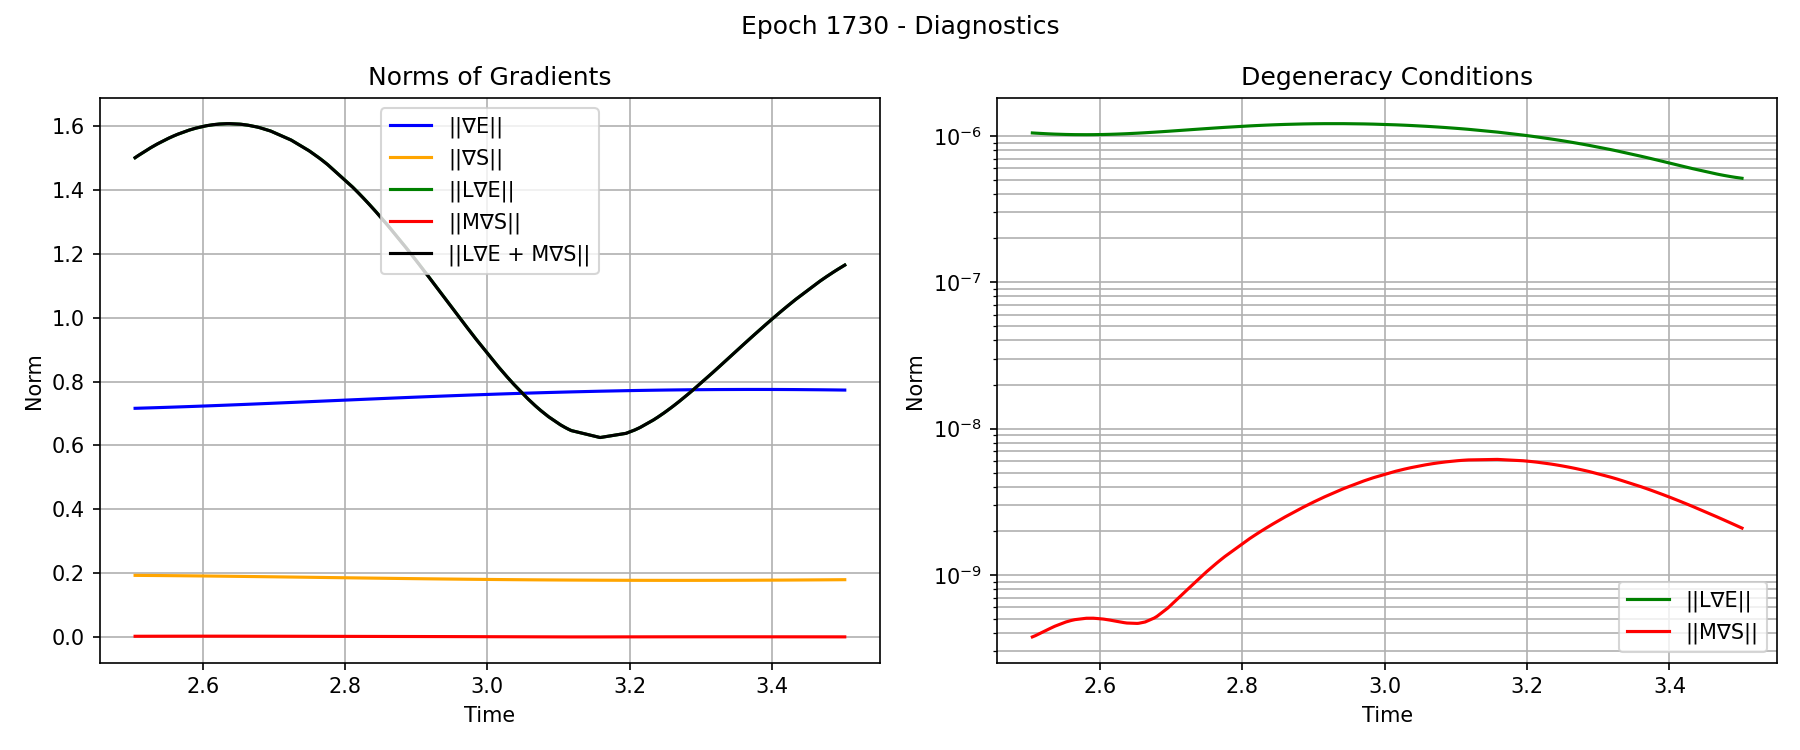 Epoch 1730 - Diagnostics
Norms of Gradients
Norm
1.6
1.4
1.2
1.0
0.8
0.6
0.4
0.2
0.0
||∇E||
||∇S||
||L∇E||
||M∇S||
||L∇E + M∇S||
2.6 2.8 3.0 3.2 3.4
Time
Degeneracy Conditions
Norm
10⁻⁶
10⁻⁷
10⁻⁸
10⁻⁹
||L∇E||
||M∇S||
2.6 2.8 3.0 3.2 3.4
Time